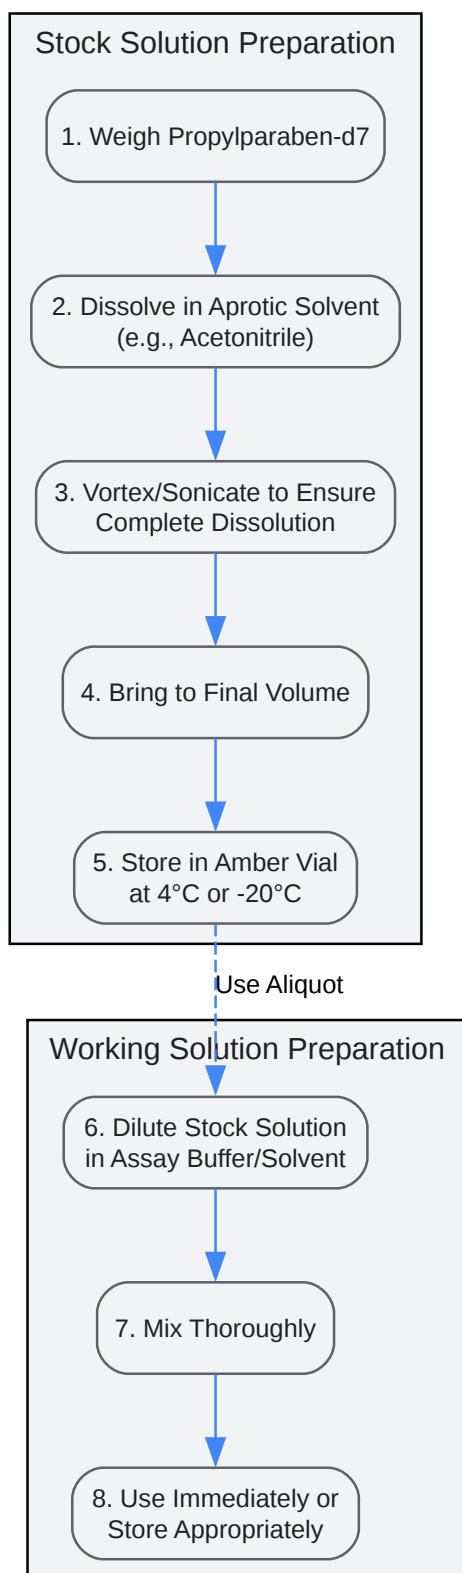 Stock Solution Preparation
1. Weigh Propylparaben-d7
2. Dissolve in Aprotic Solvent
(e.g., Acetonitrile)
3. Vortex/Sonicate to Ensure
Complete Dissolution
4. Bring to Final Volume
5. Store in Amber Vial
at 4°C or -20°C
Use Aliquot
Working Solution Preparation
6. Dilute Stock Solution
in Assay Buffer/Solvent
7. Mix Thoroughly
8. Use Immediately or
Store Appropriately